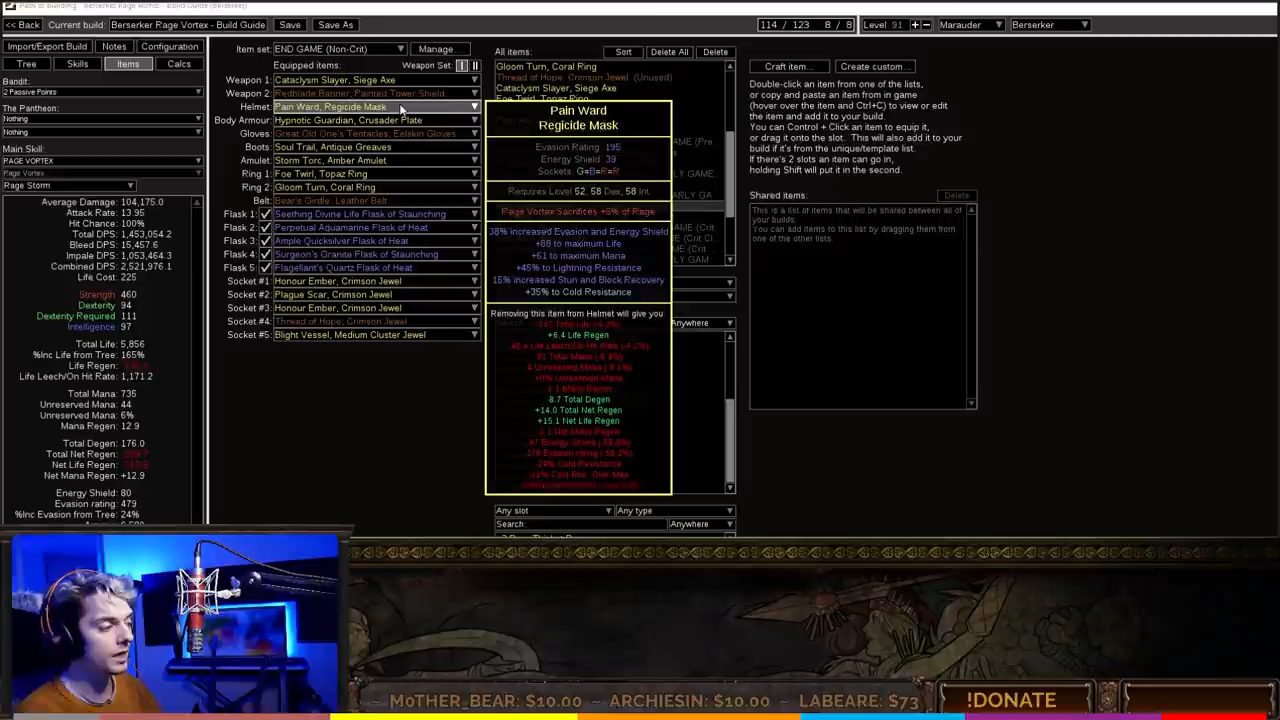 << Back
Current build:
Berserker Rage Vortex - Build Guide
Save
Save As
114 / 123 8 / 8
Level: 91
Marauder
Berserker
Import/Export Build
Notes
Configuration
Tree
Skills
Items
Calcs
Bandit:
2 Passive Points
The Pantheon:
Nothing
Nothing
Main Skill:
RAGE VORTEX
Rage Vortex
Rage Storm
Average Damage: 104,175.0
Attack Rate: 13.95
Hit Chance: 100%
Total DPS: 1,453,054.2
Bleed DPS: 15,457.6
Impale DPS: 1,053,464.3
Combined DPS: 2,521,976.1
Life Cost: 225
Strength: 460
Dexterity: 94
Dexterity Required: 111
Intelligence: 97
Total Life: 5,856
%Inc Life from Tree: 165%
Life Regen:
Life Leech/On Hit Rate: 1,171.2
Total Mana: 735
Unreserved Mana: 44
Unreserved Mana: 6%
Mana Regen: 12.9
Total Degen: 176.0
Total Net Regen:
Net Life Regen:
Net Mana Regen: +12.9
Energy Shield: 80
Evasion rating: 479
%Inc Evasion from Tree: 24%
Item set:
END GAME (Non-Crit)
Manage
Equipped items:
Weapon Set: I II
Weapon 1: Cataclysm Slayer, Siege Axe
Weapon 2: Redblade Banner, Painted Tower Shield
Helmet: Pain Ward, Regicide Mask
Body Armour: Hypnotic Guardian, Crusader Plate
Gloves: Great Old One's Tentacles, Eelskin Gloves
Boots: Soul Trail, Antique Greaves
Amulet: Storm Torc, Amber Amulet
Ring 1: Foe Twirl, Topaz Ring
Ring 2: Gloom Turn, Coral Ring
Belt: Bear's Girdle, Leather Belt
Flask 1: Seething Divine Life Flask of Staunching
Flask 2: Perpetual Aquamarine Flask of Heat
Flask 3: Ample Quicksilver Flask of Heat
Flask 4: Surgeon's Granite Flask of Staunching
Flask 5: Flagellant's Quartz Flask of Heat
Socket #1: Honour Ember, Crimson Jewel
Socket #2: Plague Scar, Crimson Jewel
Socket #3: Honour Ember, Crimson Jewel
Socket #4: Thread of Hope, Crimson Jewel
Socket #5: Blight Vessel, Medium Cluster Jewel
All items:
Sort
Delete All
Delete
Gloom Turn, Coral Ring
Thread of Hope, Crimson Jewel (Unused)
Cataclysm Slayer, Siege Axe
Foe Twirl, Topaz Ring
Pain Ward
Regicide Mask
Evasion Rating: 195
Energy Shield: 39
Sockets: G=B=R=R
Requires Level 52, 58 Dex, 58 Int
Rage Vortex Sacrifices +5% of Rage
38% increased Evasion and Energy Shield
+88 to maximum Life
+61 to maximum Mana
+45% to Lightning Resistance
15% increased Stun and Block Recovery
+35% to Cold Resistance
Removing this item from Helmet will give you
+6.4 Life Regen
-8.7 Total Degen
+14.0 Total Net Regen
+15.1 Net Life Regen
-24% Cold Resistance
Anywhere
Any slot
Any type
Search:
Anywhere
Craft item...
Create custom...
Double-click an item from one of the lists,
or copy and paste an item from in game
(hover over the item and Ctrl+C) to view or edit
the item and add it to your build.
You can Control + Click an item to equip it,
or drag it onto the slot. This will also add it to
your build if it's from the unique/template list.
If there's 2 slots an item can go in,
holding Shift will put it in the second.
Shared items:
Delete
This is a list of items that will be shared between all of
your builds.
You can add items to this list by dragging them from
one of the other lists.
MOTHER_BEAR: $10.00 ~ ARCHIESIN: $10.00 ~ LABEARE: $73
!DONATE